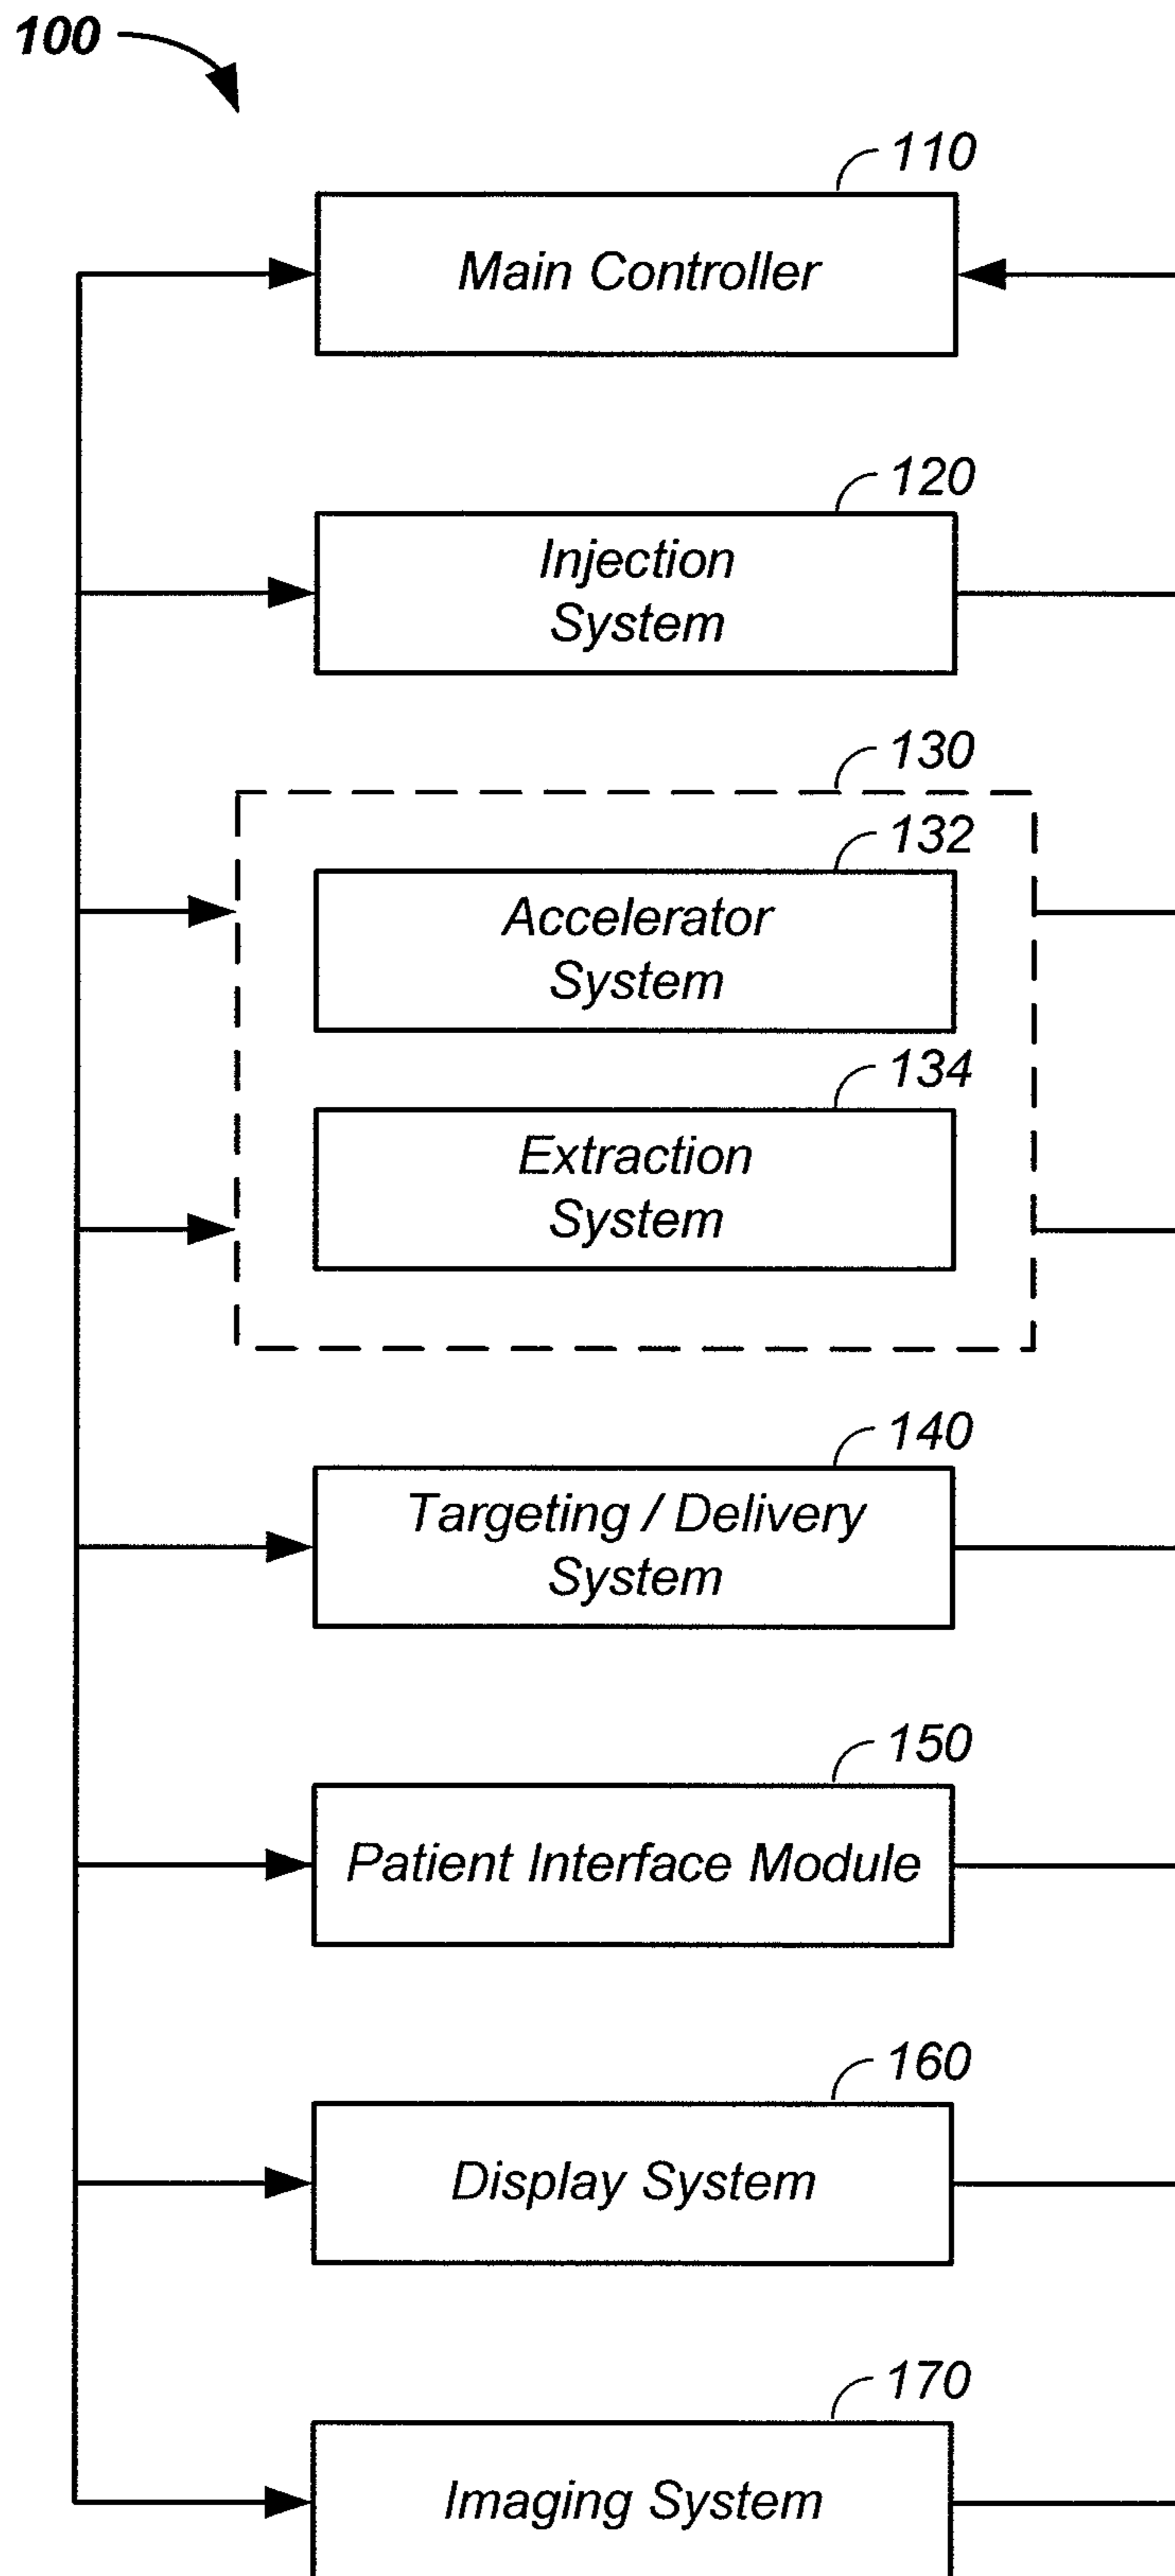 100
110
Main Controller
120
Injection
System
130
132
Accelerator
System
134
Extraction
System
140
Targeting / Delivery
System
150
Patient Interface Module
160
Display System
170
Imaging System